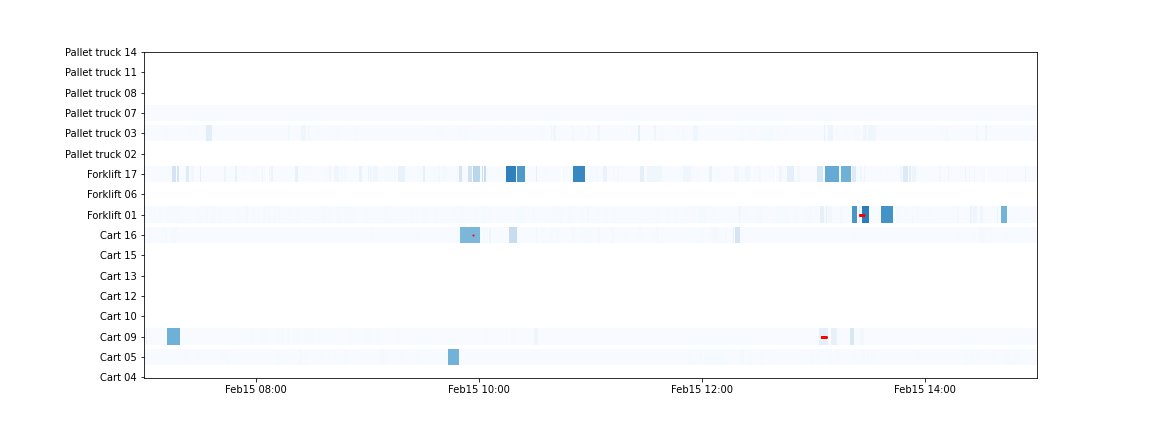 Pallet truck 14
Pallet truck 11
Pallet truck 08
Pallet truck 07
Pallet truck 03
Pallet truck 02
Forklift 17
Forklift 06
Forklift 01
Cart 16
Cart 15
Cart 13
Cart 12
Cart 10
Cart 09
Cart 05
Cart 04
Feb15 08:00 Feb15 10:00 Feb15 12:00 Feb15 14:00